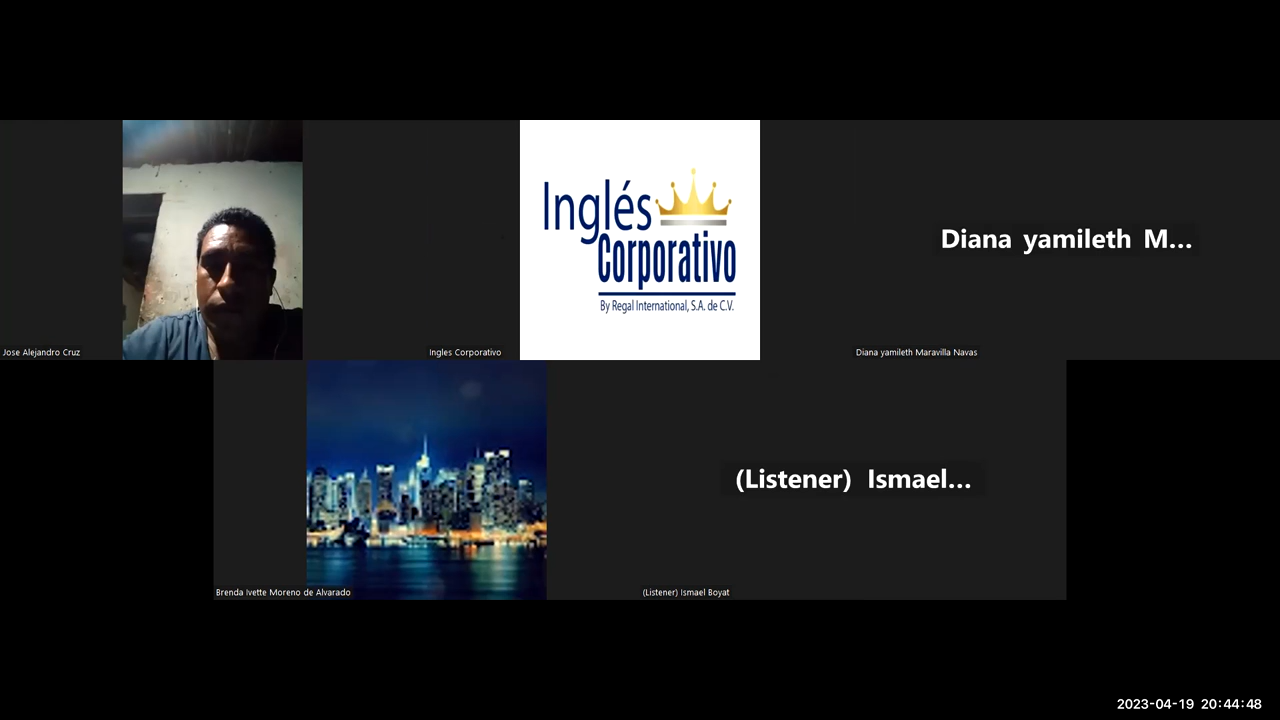 Inglés
Corporativo
By Regal International, S.A. de C.V.
Diana yamileth M...
Jose Alejandro Cruz
Ingles Corporativo
Diana yamileth Maravilla Navas
(Listener) Ismael...
Brenda Ivette Moreno de Alvarado
(Listener) Ismael Boyat
2023-04-19 20:44:48